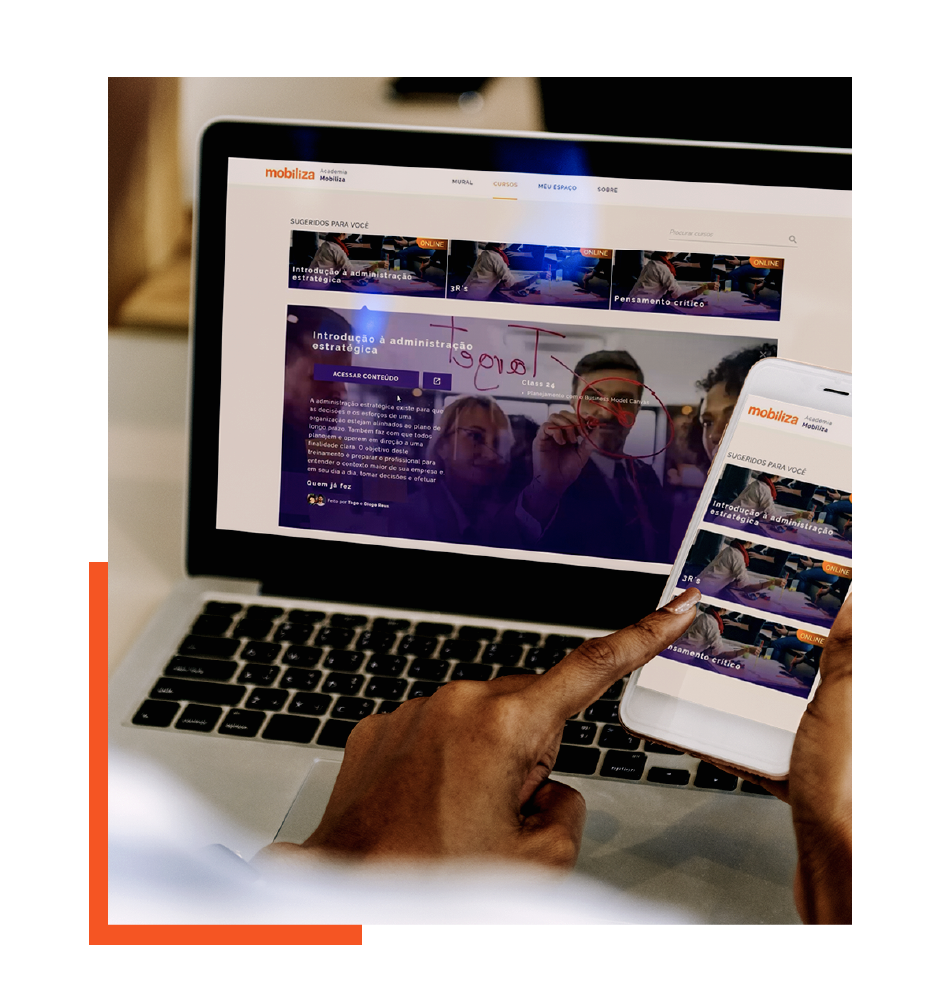 mobiliza Academia
Mobiliza
MURAL CURSOS MEU ESPAÇO SOBRE
SUGERIDOS PARA VOCÊ
Procurar cursos
ONLINE
Introdução à administração
estratégica
ONLINE
3R's
ONLINE
Pensamento crítico
Introdução à administração
estratégica
ACESSAR CONTEÚDO
A administração estratégica existe para que
as decisões e os esforços de uma
organização estejam alinhados ao plano de
longo prazo. Também faz com que todos
planejem e operem em direção a uma
finalidade clara. O objetivo deste
treinamento é preparar o profissional para
entender o contexto maior de sua empresa e
em seu dia a dia, tomar decisões e efetuar
Quem já fez
Target
Class 24
• Planejamento com o Business Model Canvas
mobiliza Academia
Mobiliza
SUGERIDOS PARA VOCÊ
Introdução à administração
estratégica
ONLINE
3R's
ONLINE
nsamento crítico